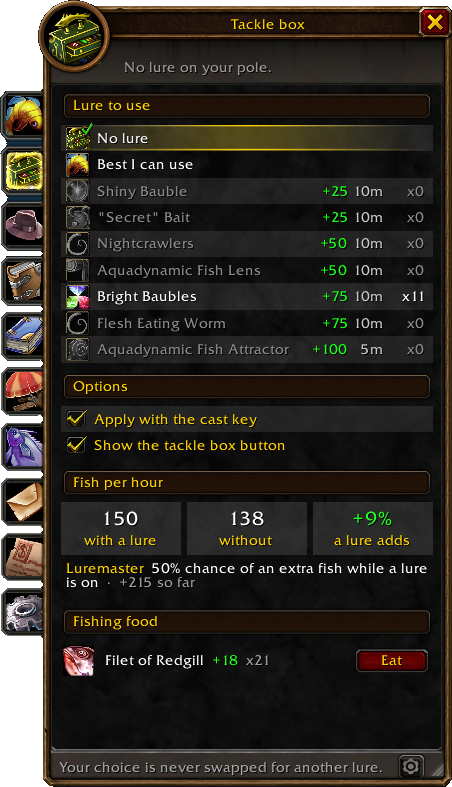 Tackle box
No lure on your pole.
Lure to use
No lure
Best I can use
Shiny Bauble +25 10m x0
"Secret" Bait +25 10m x0
Nightcrawlers +50 10m x0
Aquadynamic Fish Lens +50 10m x0
Bright Baubles +75 10m x11
Flesh Eating Worm +75 10m x0
Aquadynamic Fish Attractor +100 5m x0
Options
Apply with the cast key
Show the tackle box button
Fish per hour
150 138 +9%
with a lure without a lure adds
Luremaster 50% chance of an extra fish while a lure
is on · +215 so far
Fishing food
Filet of Redgill +18 x21 Eat
Your choice is never swapped for another lure.